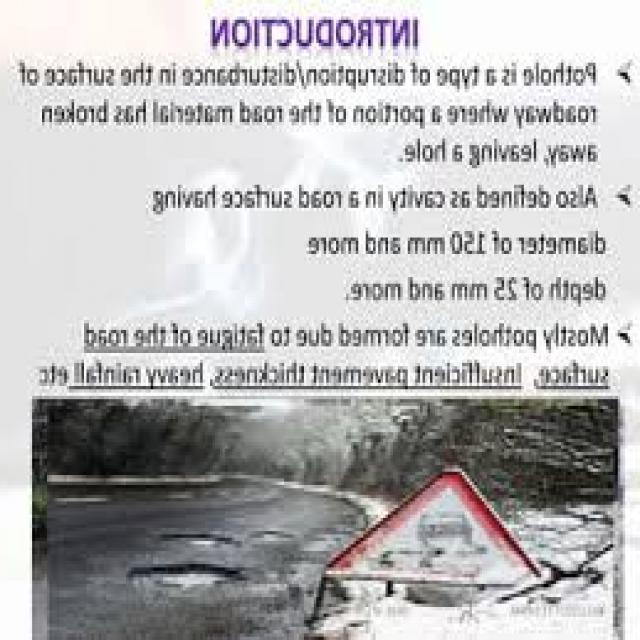 INTRODUCTION
➤ Pothole is a type of disruption/disturbance in the surface of
roadway where a portion of the road material has broken
away, leaving a hole.
➤ Also defined as cavity in a road surface having
diameter of 150 mm and more
depth of 25 mm and more.
➤ Mostly potholes are formed due to fatigue of the road
surface, Insufficient pavement thickness, heavy rainfall etc